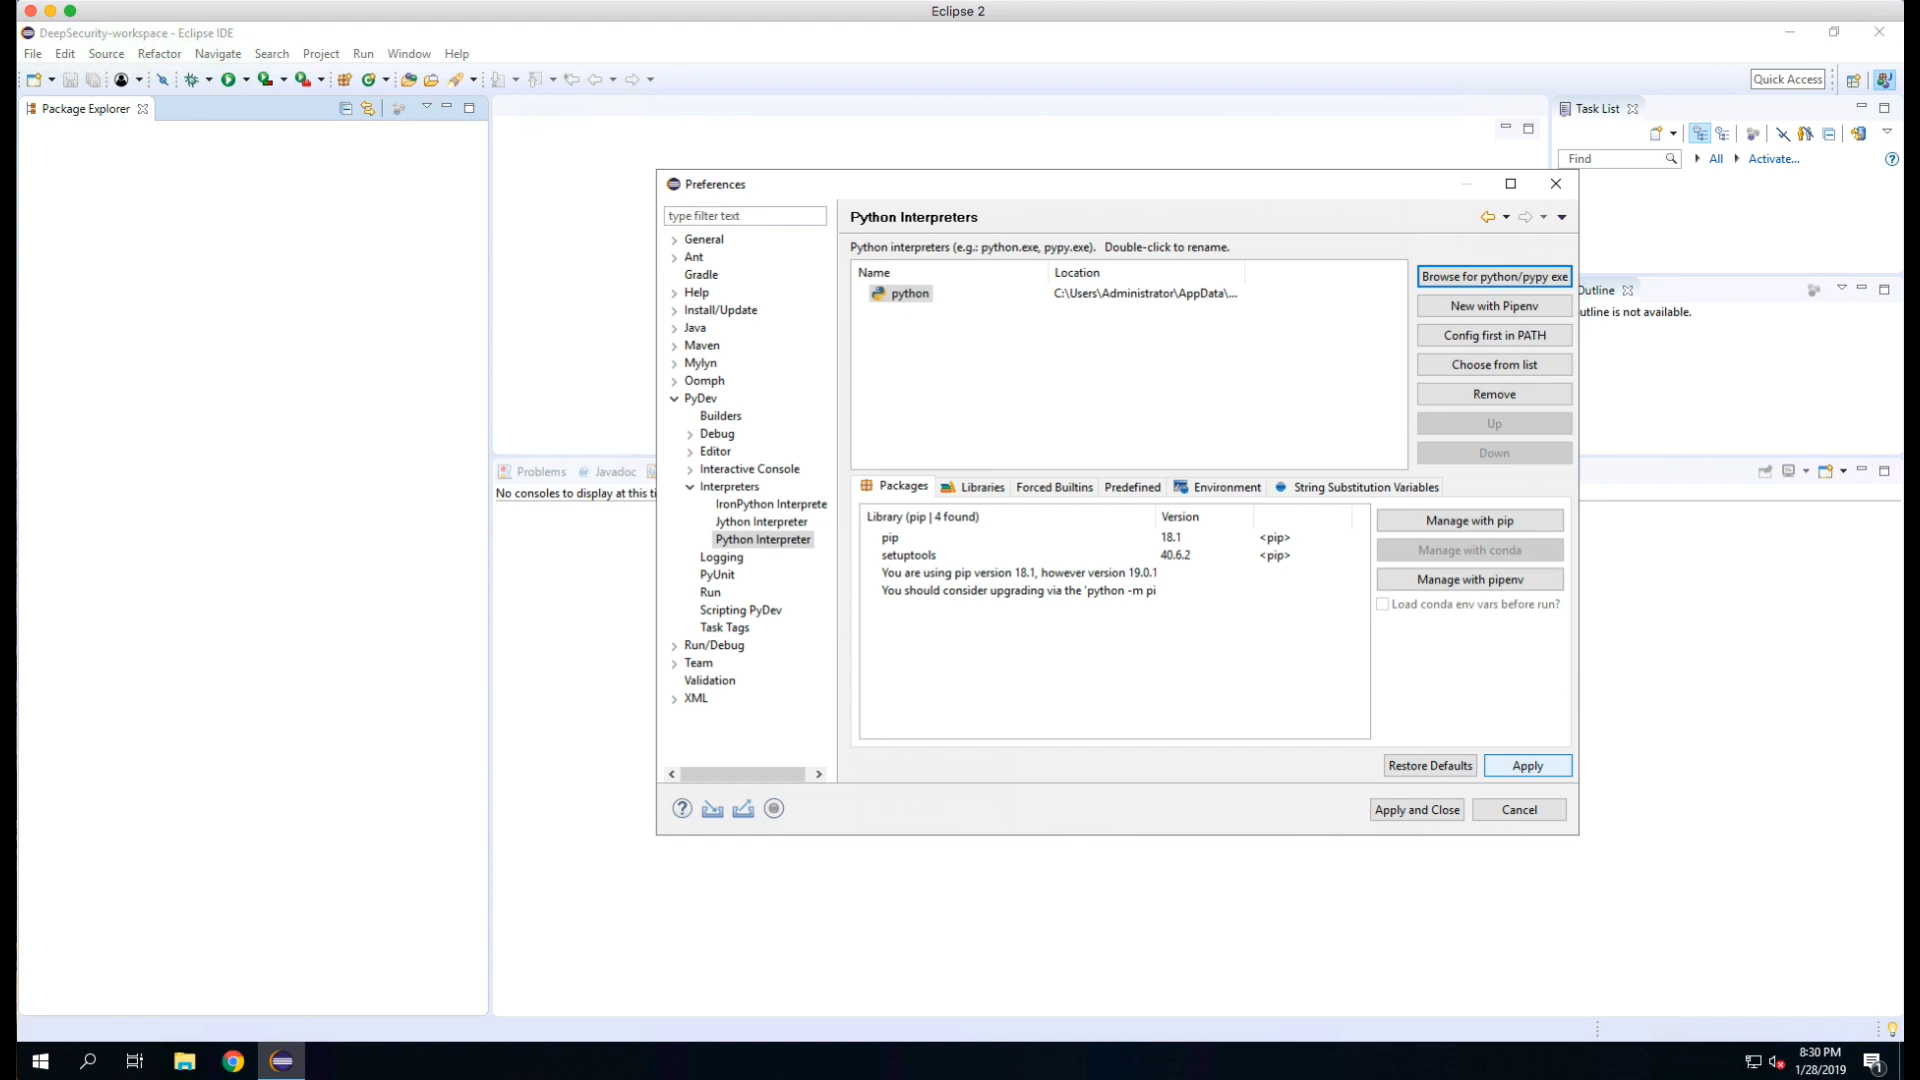 Eclipse 2
DeepSecurity-workspace - Eclipse IDE
File Edit Source Refactor Navigate Search Project Run Window Help
Quick Access
Package Explorer
Task List
Find
All
Activate...
Preferences
type filter text
General
Ant
Gradle
Help
Install/Update
Java
Maven
Mylyn
Oomph
PyDev
Builders
Debug
Editor
Interactive Console
Interpreters
IronPython Interprete
Jython Interpreter
Python Interpreter
Logging
PyUnit
Run
Scripting PyDev
Task Tags
Run/Debug
Team
Validation
XML
Python Interpreters
Python interpreters (e.g.: python.exe, pypy.exe). Double-click to rename.
Name Location
python C:\Users\Administrator\AppData\...
Browse for python/pypy exe
New with Pipenv
Config first in PATH
Choose from list
Remove
Up
Down
Packages Libraries Forced Builtins Predefined Environment String Substitution Variables
Library (pip | 4 found) Version
pip 18.1 <pip>
setuptools 40.6.2 <pip>
You are using pip version 18.1, however version 19.0.1
You should consider upgrading via the 'python -m pi
Manage with pip
Manage with conda
Manage with pipenv
Load conda env vars before run?
Restore Defaults Apply
Apply and Close Cancel
Outline
utline is not available.
Problems Javadoc
No consoles to display at this ti
8:30 PM
1/28/2019
1